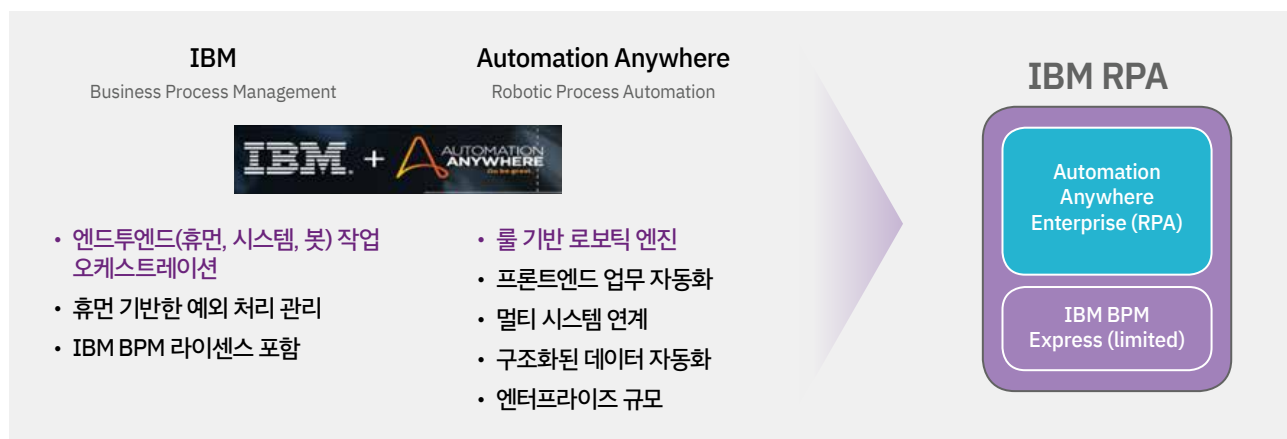 IBM
Business Process Management
Automation Anywhere
Robotic Process Automation
IBM. + AUTOMATION
ANYWHERE
Go be great.
• 엔드투엔드(휴먼, 시스템, 봇) 작업
오케스트레이션
• 휴먼 기반한 예외 처리 관리
• IBM BPM 라이센스 포함
• 룰 기반 로보틱 엔진
• 프론트엔드 업무 자동화
• 멀티 시스템 연계
• 구조화된 데이터 자동화
• 엔터프라이즈 규모
IBM RPA
Automation
Anywhere
Enterprise (RPA)
IBM BPM
Express (limited)